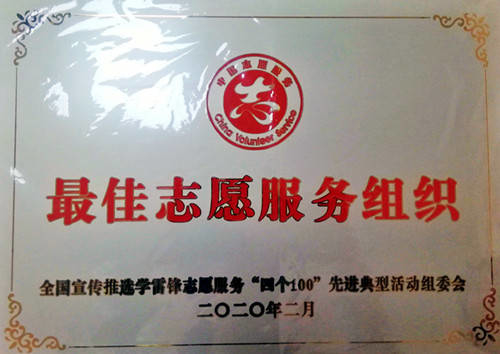 中国志愿服务
China Volunteer Service
最佳志愿服务组织
全国宣传推选学雷锋志愿服务“四个100”先进典型活动组委会
二〇二〇年二月